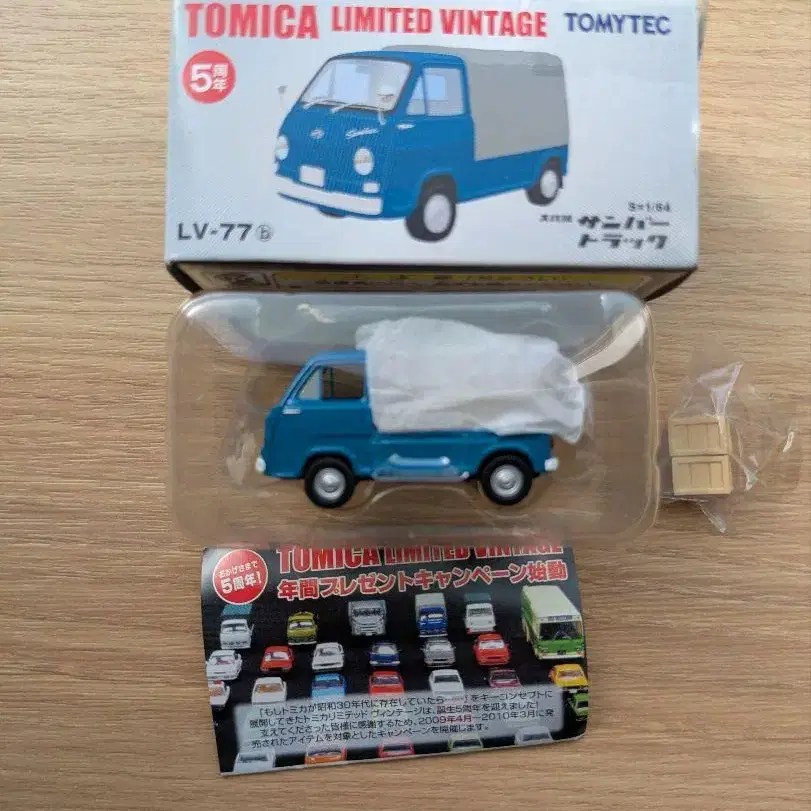 TOMICA LIMITED VINTAGE TOMYTEC
5周年
S=1/64
LV-77b
サンバー
トラック
おかげさまで
5周年!
TOMICA LIMITED VINTAGE
年間プレゼントキャンペーン始動
「もしトミカが昭和30年代に存在していたら……」をキーコンセプトに
展開してきたトミカリミテッド ヴィンテージは、誕生5周年を迎えました!
支えてくださった皆様に感謝するため、2009年4月〜2010年3月に発
売されたアイテムを対象としたキャンペーンを開催します。